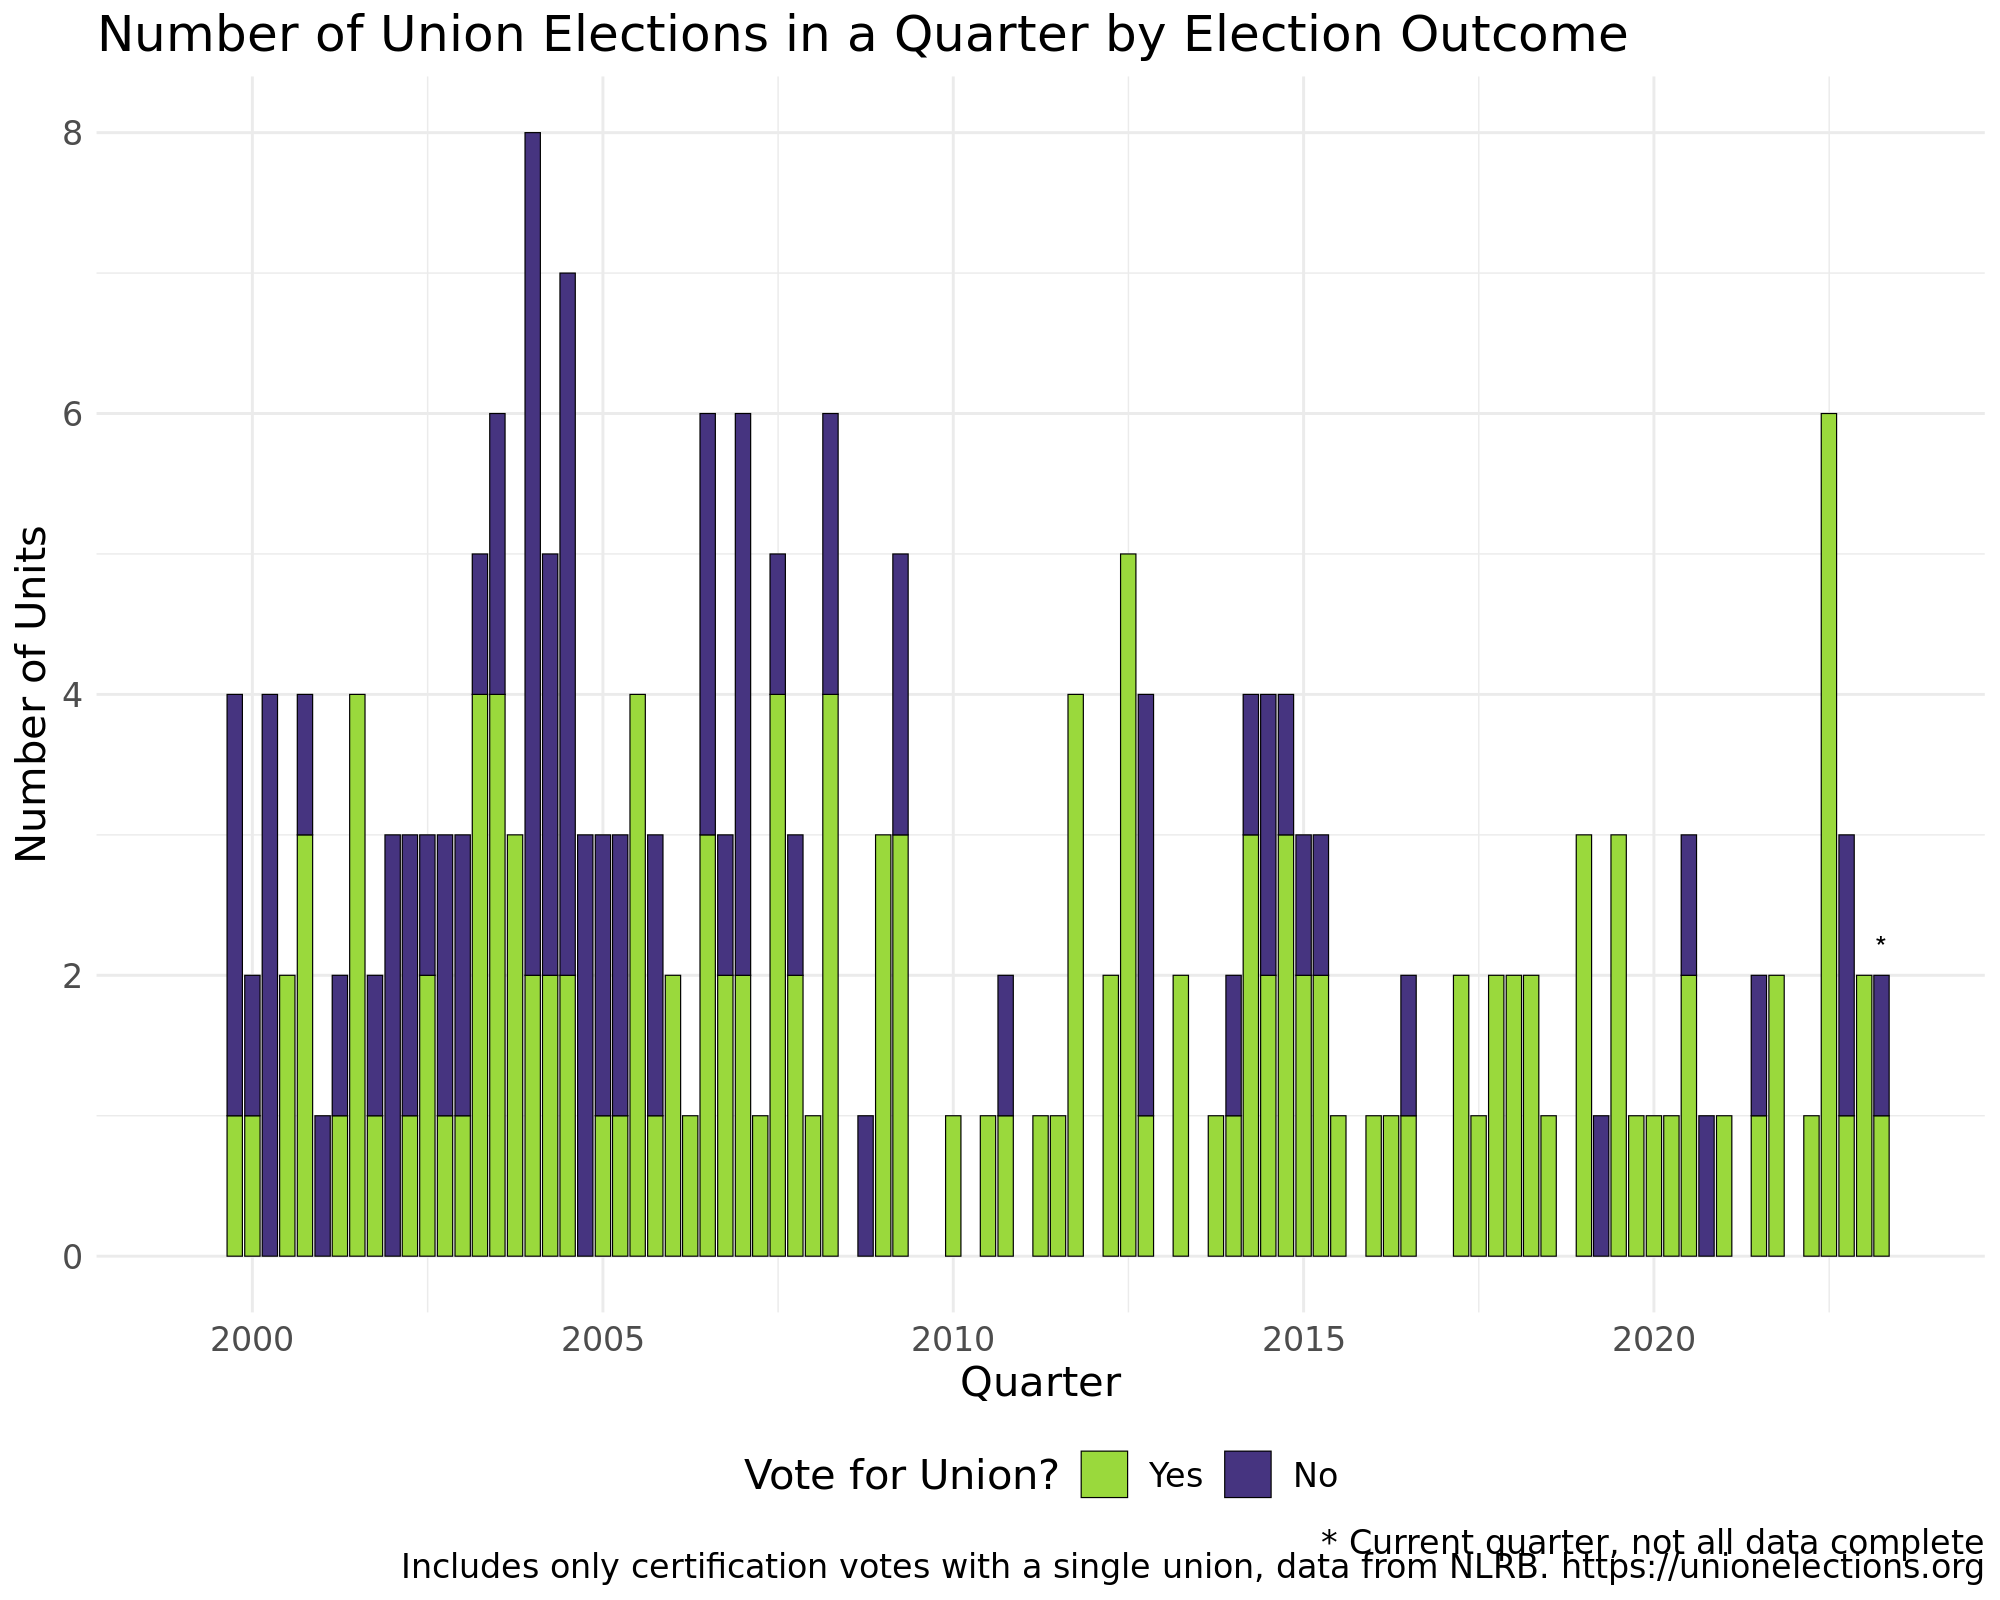 Number of Union Elections in a Quarter by Election Outcome
8
6
4
2
0
Number of Units
*
2000 2005 2010 2015 2020
Quarter
Vote for Union? Yes No
* Current quarter, not all data complete
Includes only certification votes with a single union, data from NLRB. https://unionelections.org